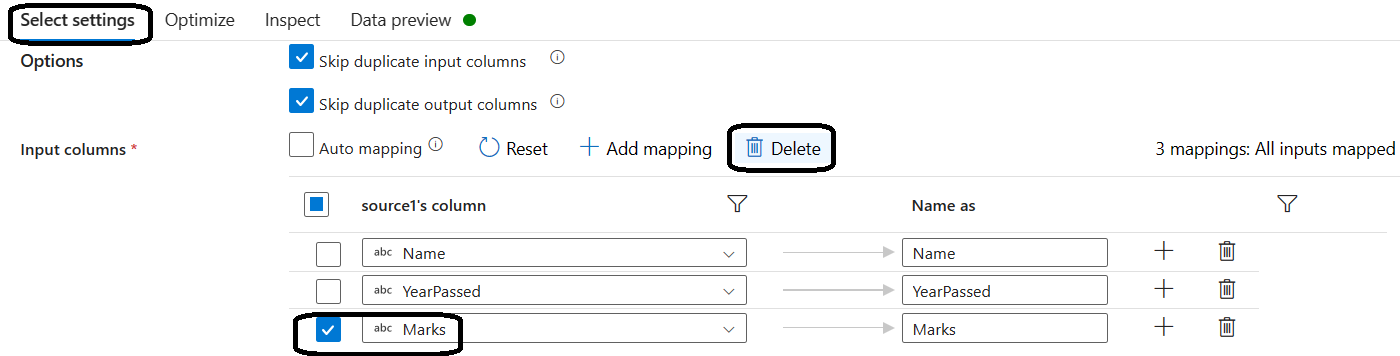 Select settings Optimize Inspect Data preview
Options Skip duplicate input columns
Skip duplicate output columns
Input columns * Auto mapping Reset Add mapping Delete 3 mappings: All inputs mapped
source1's column Name as
abc Name Name
abc YearPassed YearPassed
abc Marks Marks